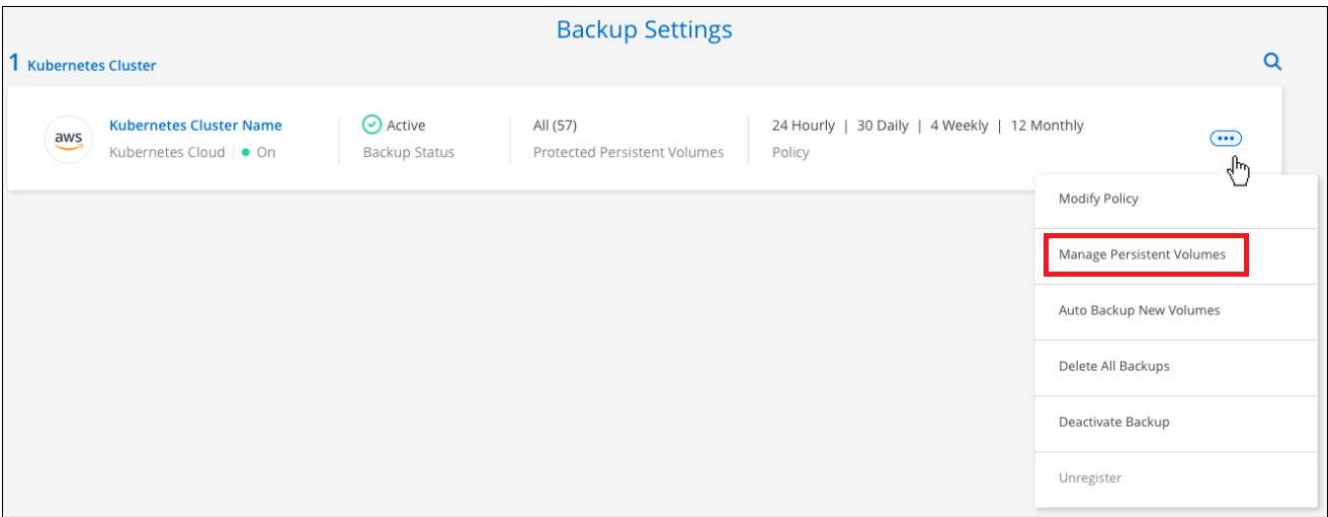 Backup Settings
1 Kubernetes Cluster
aws
Kubernetes Cluster Name
Kubernetes Cloud | On
Active
Backup Status
All (57)
Protected Persistent Volumes
24 Hourly | 30 Daily | 4 Weekly | 12 Monthly
Policy
Modify Policy
Manage Persistent Volumes
Auto Backup New Volumes
Delete All Backups
Deactivate Backup
Unregister